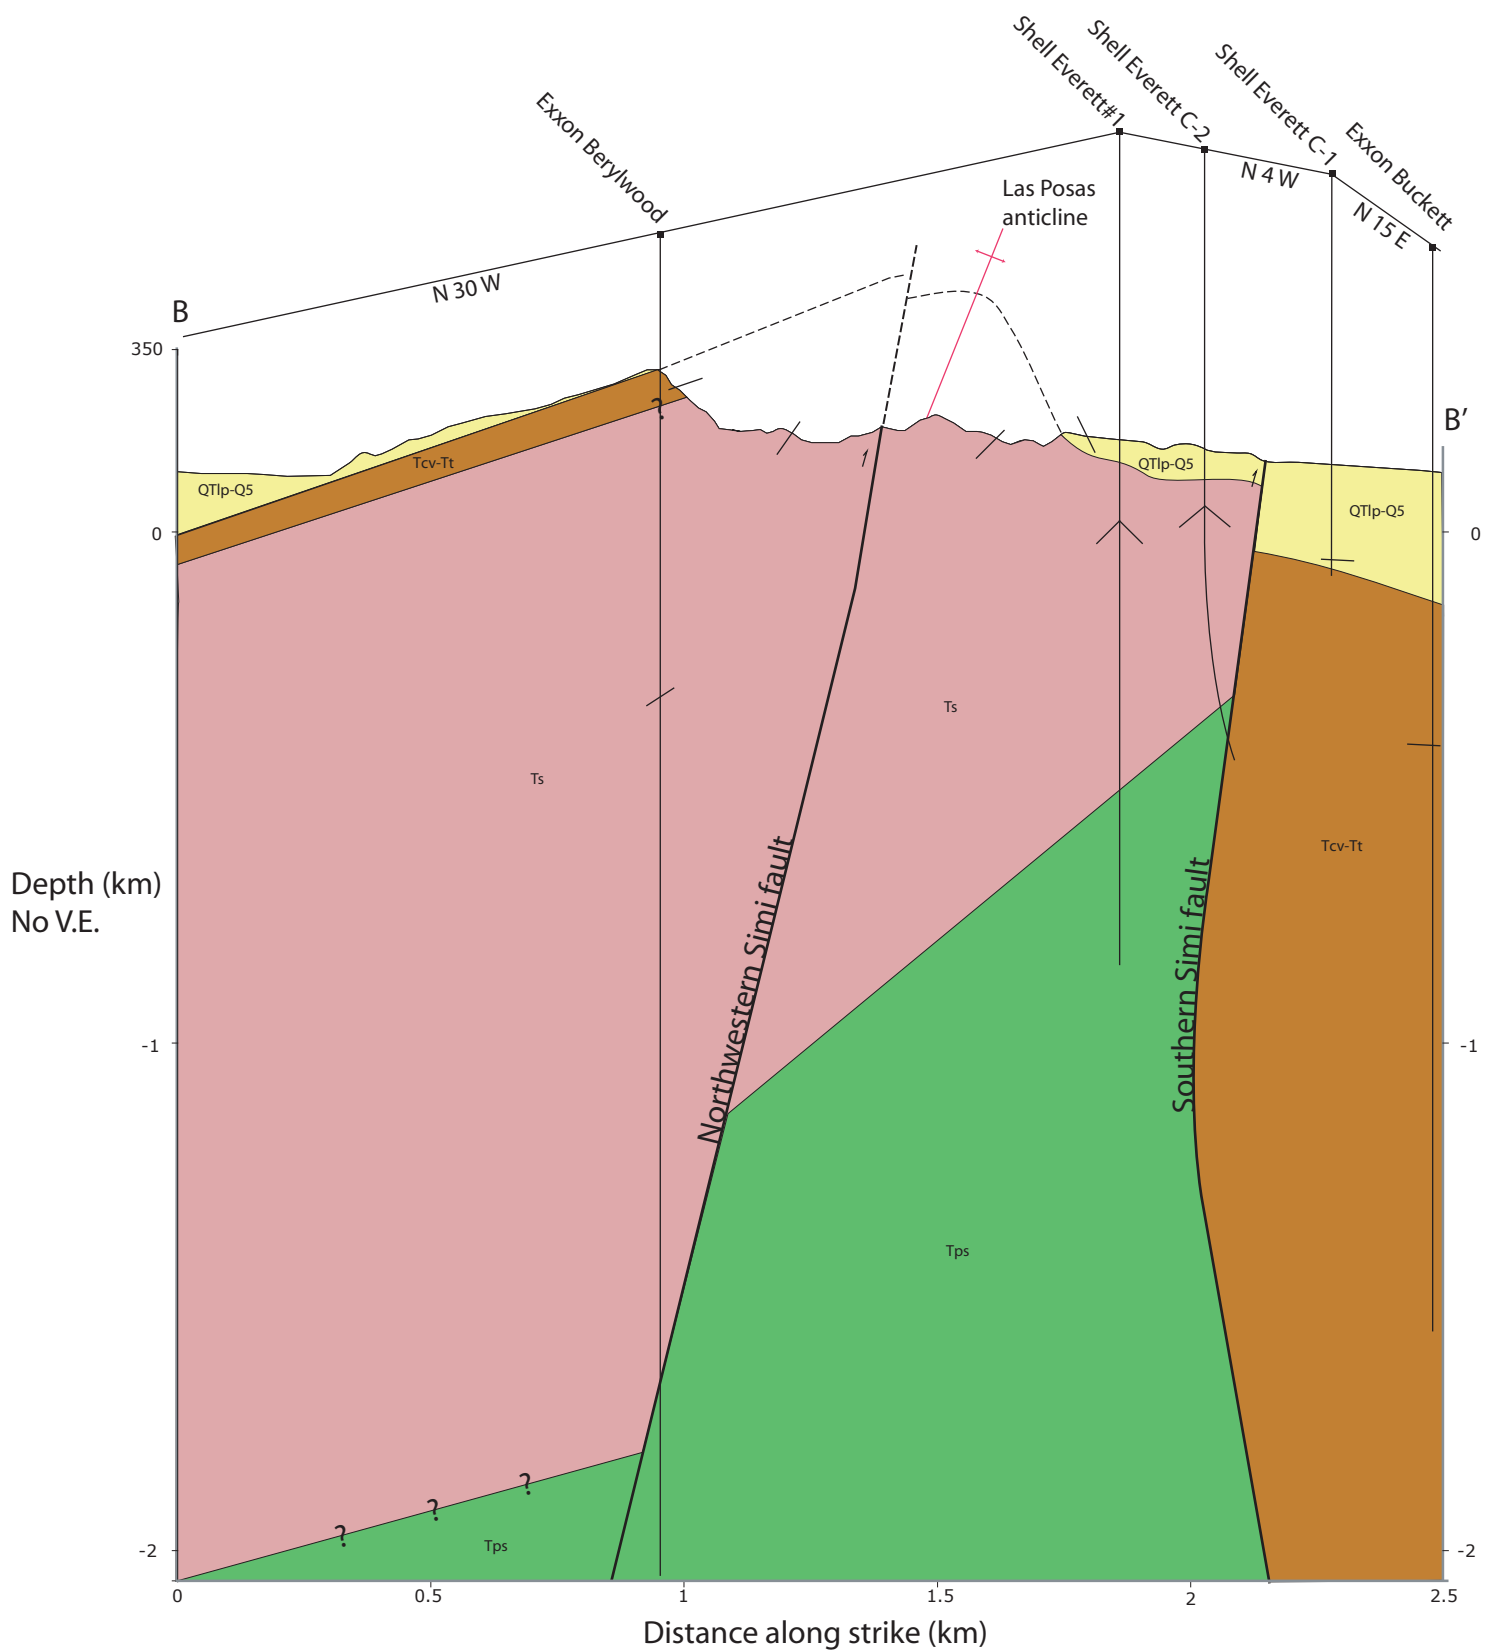 Shell Everett#1
Shell Everett C-2
Shell Everett C-1
Exxon Buckett
Exxon Berylwood
N 4 W
N 15 E
Las Posas
anticline
N 30 W
B
350
B’
?
Tcv-Tt
QTlp-Q5
QTlp-Q5
QTlp-Q5
0
0
Ts
Ts
Tcv-Tt
Depth (km)
No V.E.
Northwestern Simi fault
Southern Simi fault
-1
-1
Tps
?
?
?
Tps
-2
-2
0
0.5
1
1.5
2
2.5
Distance along strike (km)